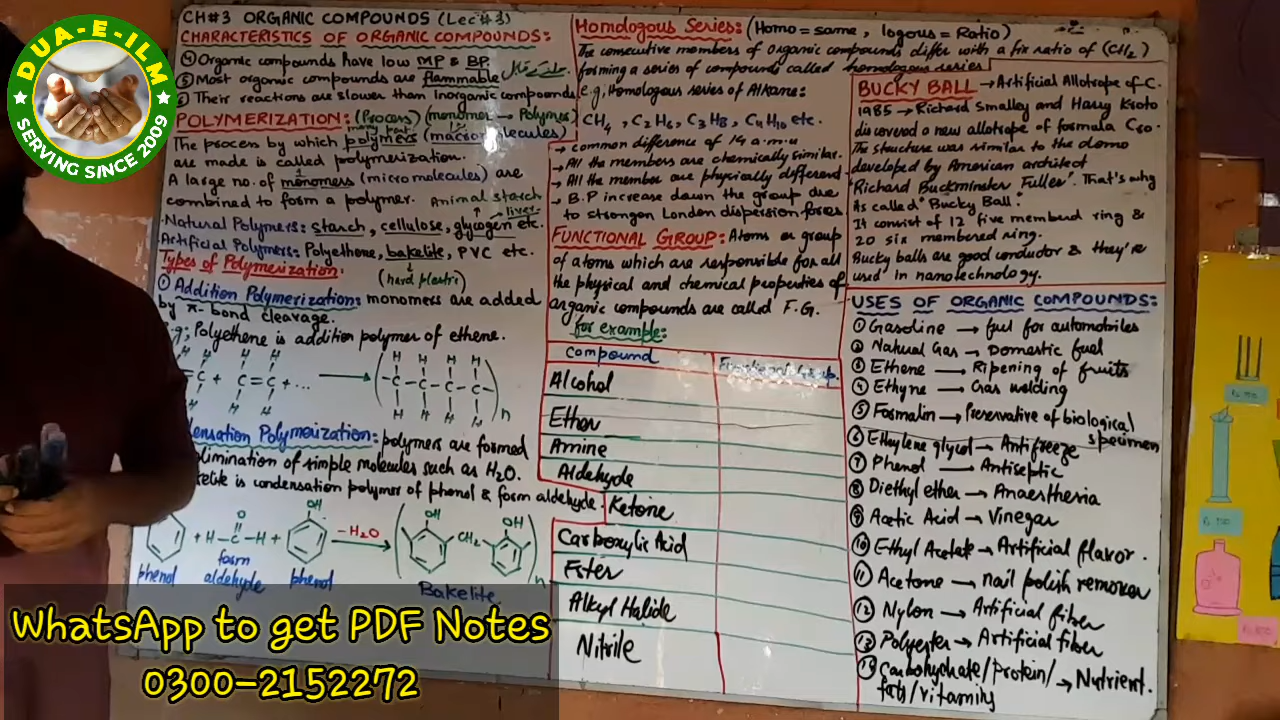 DUA-E-ILM
SERVING SINCE 2009
CH#3 ORGANIC COMPOUNDS (Lec#3)
CHARACTERISTICS OF ORGANIC COMPOUNDS:
④ Organic compounds have low MP & BP.
⑤ Most organic compounds are flammable
⑥ Their reactions are slower than inorganic compounds
POLYMERIZATION: (Process) (monomer → Polymer)
The process by which polymers (macromolecules)
are made is called polymerization.
A large no. of monomers (micromolecules) are
combined to form a polymer. Animal starch
liver
Natural Polymers: starch, cellulose, glycogen etc.
Artificial Polymers: Polyethene, bakelite, PVC etc.
(hard plastic)
Types of Polymerization:
① Addition Polymerization: monomers are added
by π-bond cleavage.
e.g; Polyethene is addition polymer of ethene.
H H H H H H H H
C + C=C + ... → ( -C-C-C-C- )n
H H H H H H H
ensation Polymerization: polymers are formed
elimination of simple molecules such as H2O.
kelite is condensation polymer of phenol & form aldehyde.
OH O OH OH OH
+ H-C-H + -H2O → ( CH2 )n
phenol form aldehyde phenol
Bakelite
Homologous Series: (Homo = same, logous = Ratio)
The consecutive members of organic compounds differ with a fix ratio of (CH2)
forming a series of compounds called homologous series
e.g, Homologous series of Alkane:
CH4, C2H6, C3H8, C4H10 etc.
→ common difference of 14 a.m.u
→ All the members are chemically similar.
→ All the member are physically different
→ B.P increase down the group due
to strongen London dispersion forces
FUNCTIONAL GROUP: Atoms or group
of atoms which are responsible for all
the physical and chemical properties of
organic compounds are called F.G.
for example:
Compound
Alcohol
Ether
Amine
Aldehyde
Ketone
Carboxylic Acid
Ester
Alkyl Halide
Nitrile
BUCKY BALL → Artificial Allotrope of C.
1985 → Richard Smalley and Harry Kroto
discovered a new allotrope of formula C60.
The structure was similar to the domo
developed by American architect
"Richard Buckminster Fuller". That's why
As called "Bucky Ball".
It consist of 12 five memberd ring &
20 six membered ring.
Bucky balls are good conductor & they're
used in nanotechnology.
USES OF ORGANIC COMPOUNDS:
① Gasoline → fuel for automobiles
② Natural Gas → Domestic fuel
③ Ethene → Ripening of fruits
④ Ethyne → Gas welding
⑤ Formalin → Preservative of biological
specimen
⑥ Ethylene glycol → Antifreeze
⑦ Phenol → Antiseptic
⑧ Diethyl ether → Anaesthesia
⑨ Acetic Acid → Vinegar
⑩ Ethyl Acetate → Artificial flavor.
⑪ Acetone → nail polish remover
⑫ Nylon → Artificial fiber
⑬ Polyester → Artificial fiber
⑭ Carbohydrate/protein/ → Nutrient.
fats/vitamins
WhatsApp to get PDF Notes
0300-2152272